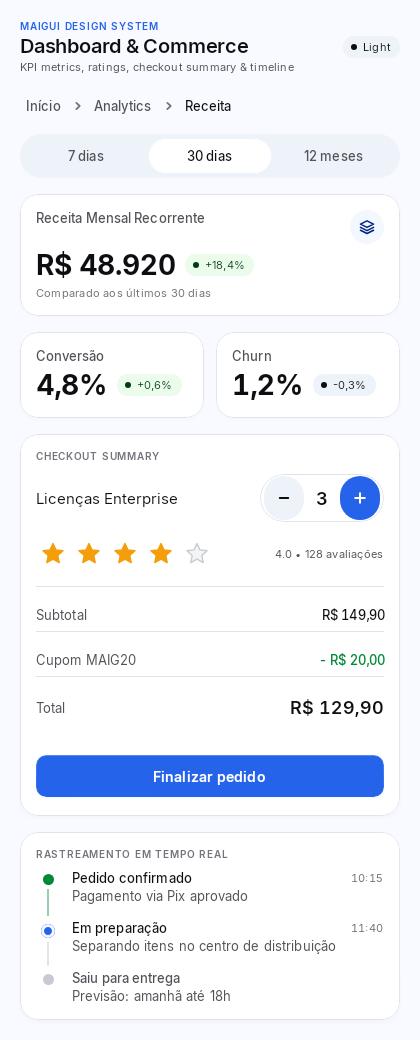 MAIGUI DESIGN SYSTEM
Dashboard & Commerce
Light
KPI metrics, ratings, checkout summary & timeline
Início > Analytics > Receita
7 dias 30 dias 12 meses
Receita Mensal Recorrente
R$ 48.920 +18,4%
Comparado aos últimos 30 dias
Conversão
4,8% +0,6%
Churn
1,2% -0,3%
CHECKOUT SUMMARY
Licenças Enterprise − 3 +
4.0 • 128 avaliações
Subtotal R$ 149,90
Cupom MAIG20 - R$ 20,00
Total R$ 129,90
Finalizar pedido
RASTREAMENTO EM TEMPO REAL
Pedido confirmado 10:15
Pagamento via Pix aprovado
Em preparação 11:40
Separando itens no centro de distribuição
Saiu para entrega
Previsão: amanhã até 18h